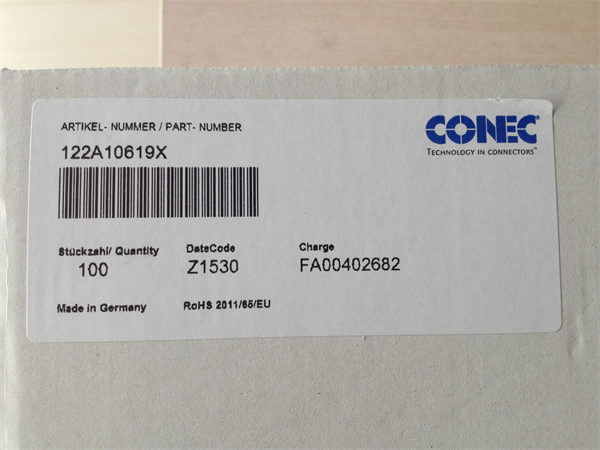 ARTIKEL- NUMMER / PART- NUMBER
122A10619X
CONEC
TECHNOLOGY IN CONNECTORS™
Stückzahl/ Quantity
100
DateCode
Z1530
Charge
FA00402682
Made in Germany
RoHS 2011/65/EU